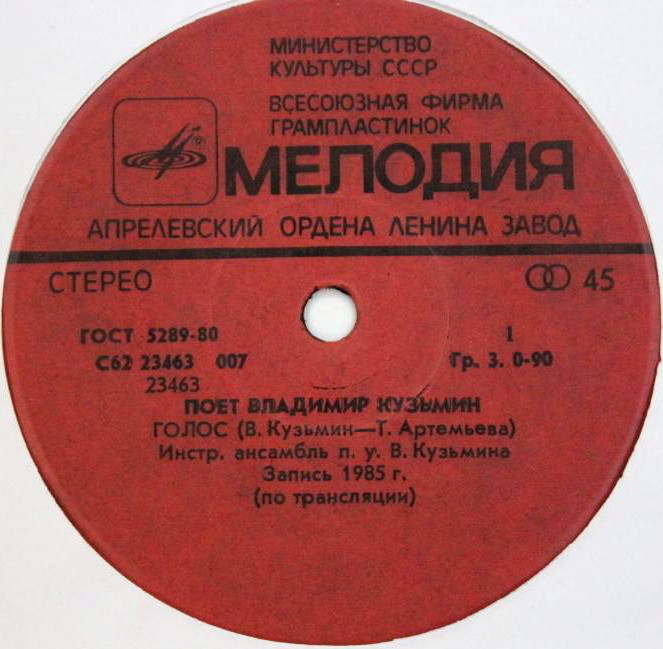 МИНИСТЕРСТВО
КУЛЬТУРЫ СССР
ВСЕСОЮЗНАЯ ФИРМА
ГРАМПЛАСТИНОК
МЕЛОДИЯ
АПРЕЛЕВСКИЙ ОРДЕНА ЛЕНИНА ЗАВОД
СТЕРЕО 45
ГОСТ 5289-80 1
С62 23463 007 Гр. 3. 0-90
23463
ПОЕТ ВЛАДИМИР КУЗЬМИН
ГОЛОС (В. Кузьмин—Т. Артемьева)
Инстр. ансамбль п. у. В. Кузьмина
Запись 1985 г.
(по трансляции)